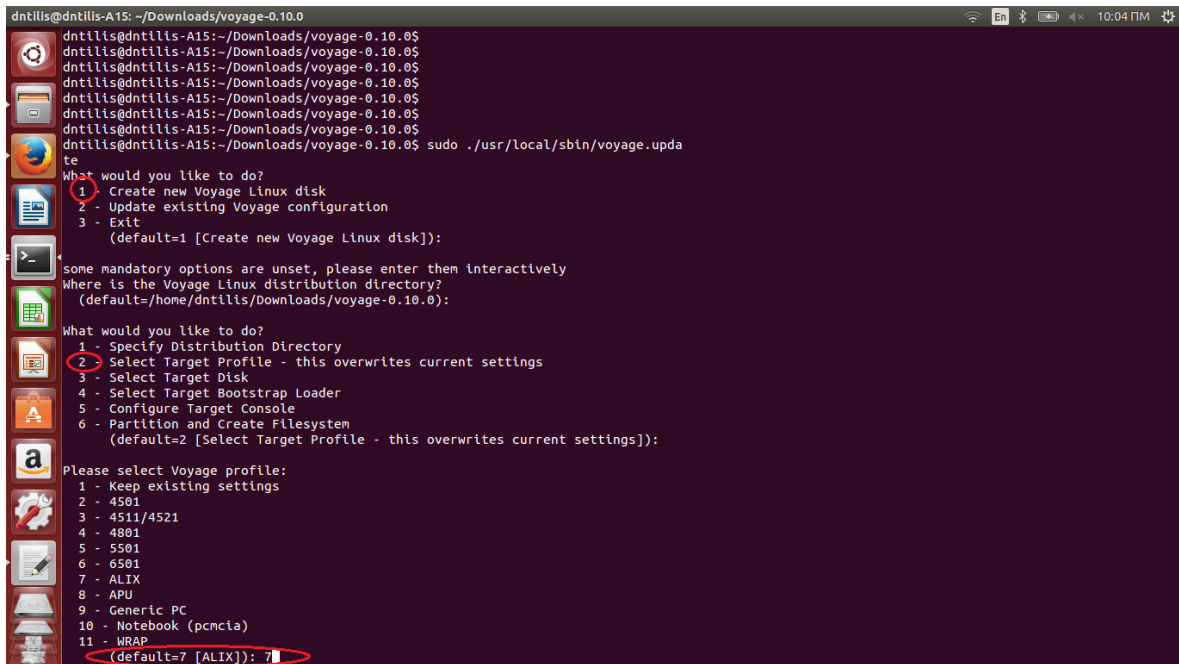 dntilis@dntilis-A15: ~/Downloads/voyage-0.10.0
En
10:04 ΠΜ
dntilis@dntilis-A15:~/Downloads/voyage-0.10.0$
dntilis@dntilis-A15:~/Downloads/voyage-0.10.0$
dntilis@dntilis-A15:~/Downloads/voyage-0.10.0$
dntilis@dntilis-A15:~/Downloads/voyage-0.10.0$
dntilis@dntilis-A15:~/Downloads/voyage-0.10.0$
dntilis@dntilis-A15:~/Downloads/voyage-0.10.0$
dntilis@dntilis-A15:~/Downloads/voyage-0.10.0$
dntilis@dntilis-A15:~/Downloads/voyage-0.10.0$ sudo ./usr/local/sbin/voyage.upda
te
What would you like to do?
1 - Create new Voyage Linux disk
2 - Update existing Voyage configuration
3 - Exit
(default=1 [Create new Voyage Linux disk]):
some mandatory options are unset, please enter them interactively
Where is the Voyage Linux distribution directory?
(default=/home/dntilis/Downloads/voyage-0.10.0):
What would you like to do?
1 - Specify Distribution Directory
2 - Select Target Profile - this overwrites current settings
3 - Select Target Disk
4 - Select Target Bootstrap Loader
5 - Configure Target Console
6 - Partition and Create Filesystem
(default=2 [Select Target Profile - this overwrites current settings]):
Please select Voyage profile:
1 - Keep existing settings
2 - 4501
3 - 4511/4521
4 - 4801
5 - 5501
6 - 6501
7 - ALIX
8 - APU
9 - Generic PC
10 - Notebook (pcmcia)
11 - WRAP
(default=7 [ALIX]): 7